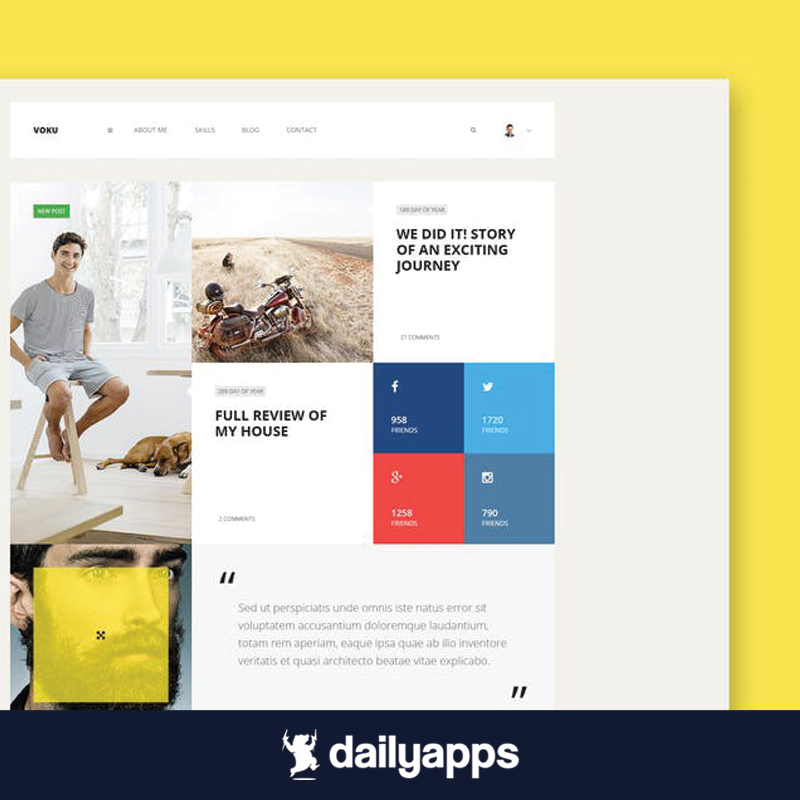 VOKU
ABOUT ME
SKILLS
BLOG
CONTACT
NEW POST
189 DAY OF YEAR
WE DID IT! STORY
OF AN EXCITING
JOURNEY
21 COMMENTS
289 DAY OF YEAR
FULL REVIEW OF
MY HOUSE
2 COMMENTS
958
FRIENDS
1720
FRIENDS
1258
FRIENDS
790
FRIENDS
“
Sed ut perspiciatis unde omnis iste natus error sit
voluptatem accusantium doloremque laudantium,
totam rem aperiam, eaque ipsa quae ab illo inventore
veritatis et quasi architecto beatae vitae explicabo.
”
dailyapps